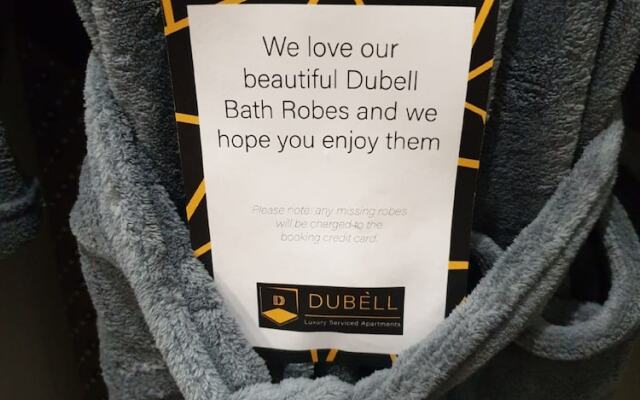 We love our
beautiful Dubell
Bath Robes and we
hope you enjoy them
Please note: any missing robes
will be charged to the
booking credit card.
D
DUBÈLL
Luxury Serviced Apartments